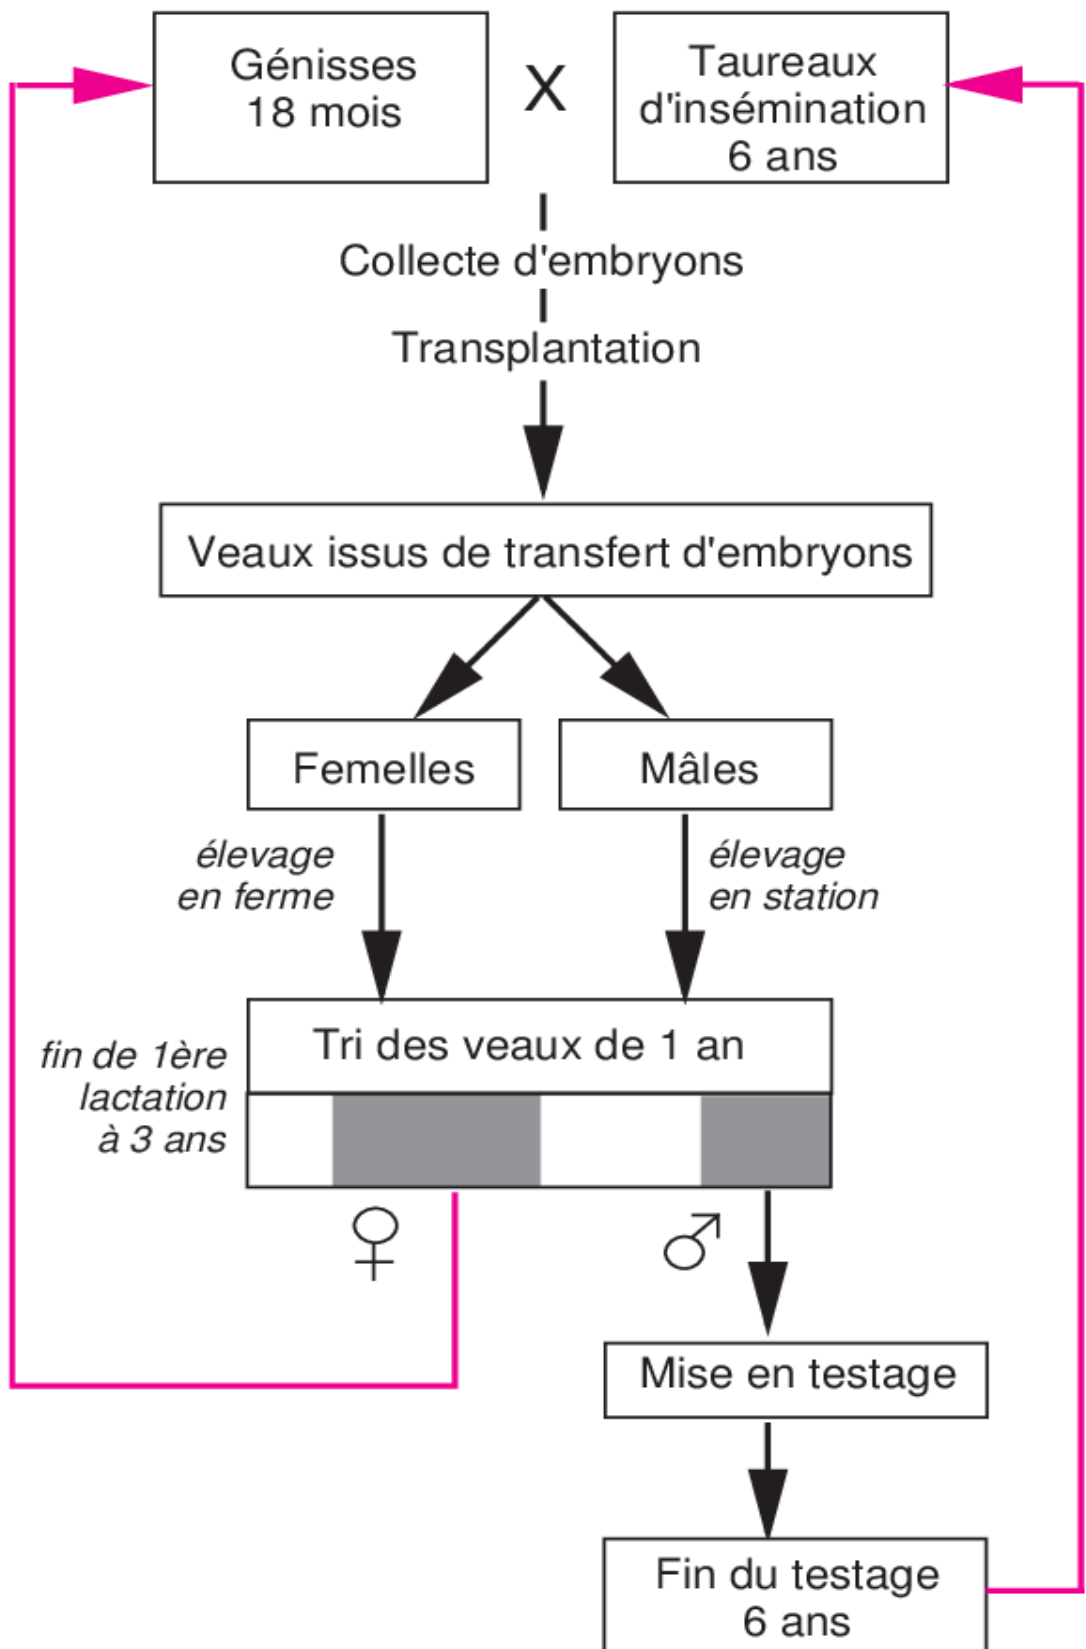 Génisses
18 mois
X
Taureaux
d'insémination
6 ans
Collecte d'embryons
Transplantation
Veaux issus de transfert d'embryons
Femelles
Mâles
élevage
en ferme
élevage
en station
Tri des veaux de 1 an
fin de 1ère
lactation
à 3 ans
♀
♂
Mise en testage
Fin du testage
6 ans